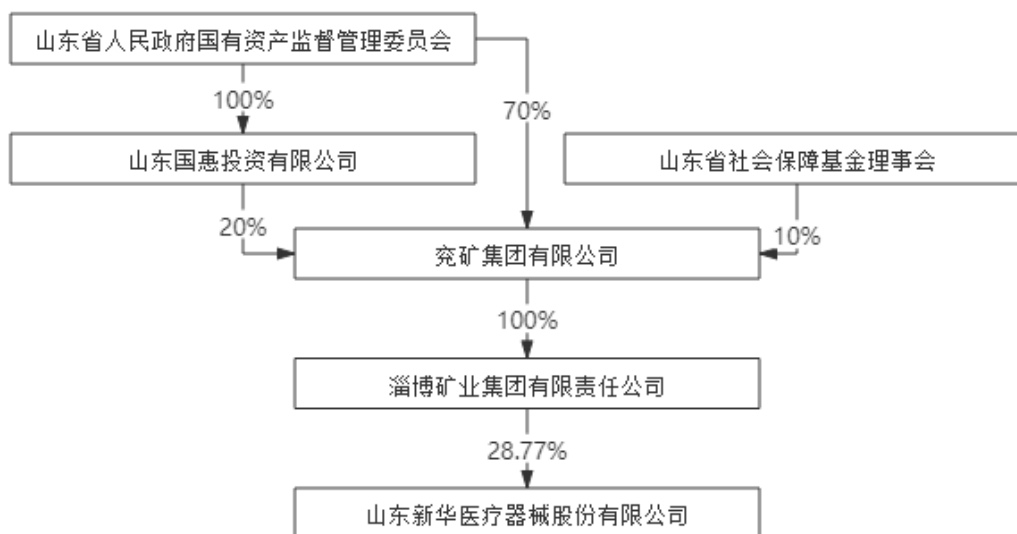 山东省人民政府国有资产监督管理委员会
100%
70%
山东国惠投资有限公司
山东省社会保障基金理事会
20%
10%
兖矿集团有限公司
100%
淄博矿业集团有限责任公司
28.77%
山东新华医疗器械股份有限公司